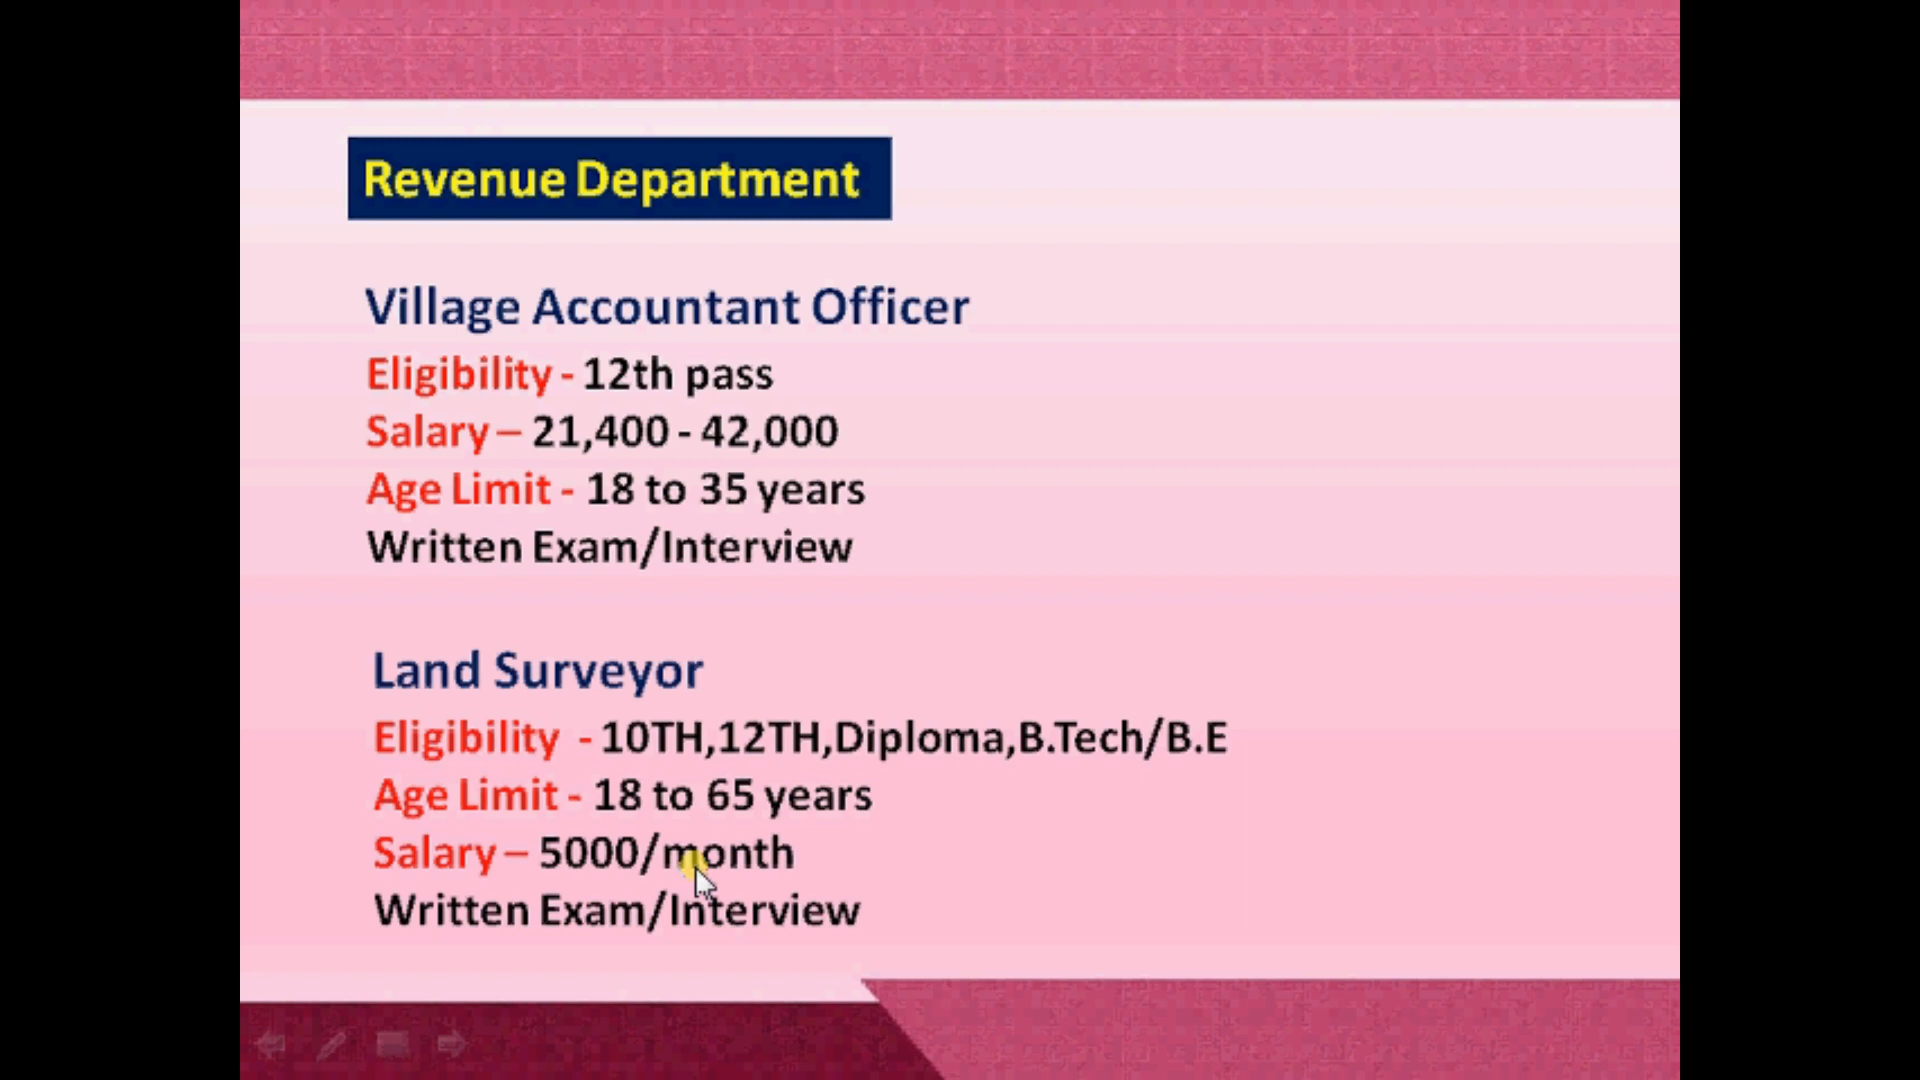 Revenue Department
Village Accountant Officer
Eligibility - 12th pass
Salary – 21,400 - 42,000
Age Limit - 18 to 35 years
Written Exam/Interview
Land Surveyor
Eligibility - 10TH,12TH,Diploma,B.Tech/B.E
Age Limit - 18 to 65 years
Salary – 5000/month
Written Exam/Interview